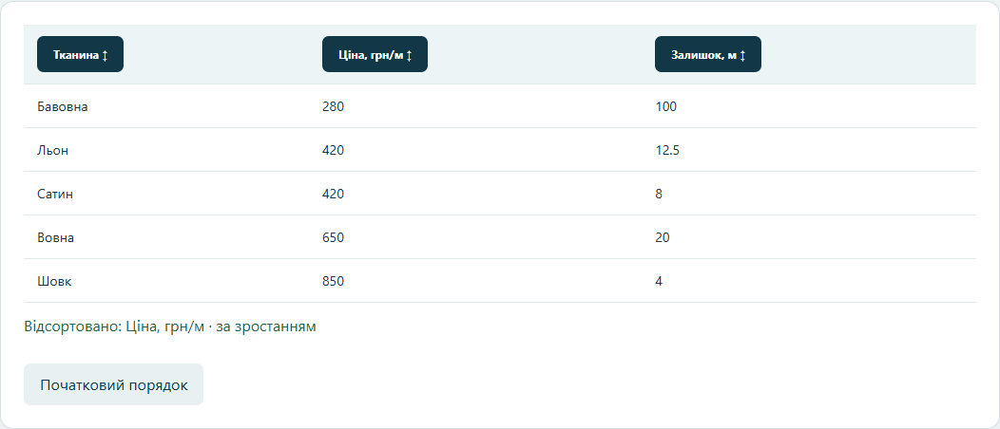 Тканина ↕ Ціна, грн/м ↕ Залишок, м ↕
Бавовна 280 100
Льон 420 12.5
Сатин 420 8
Вовна 650 20
Шовк 850 4
Відсортовано: Ціна, грн/м · за зростанням
Початковий порядок